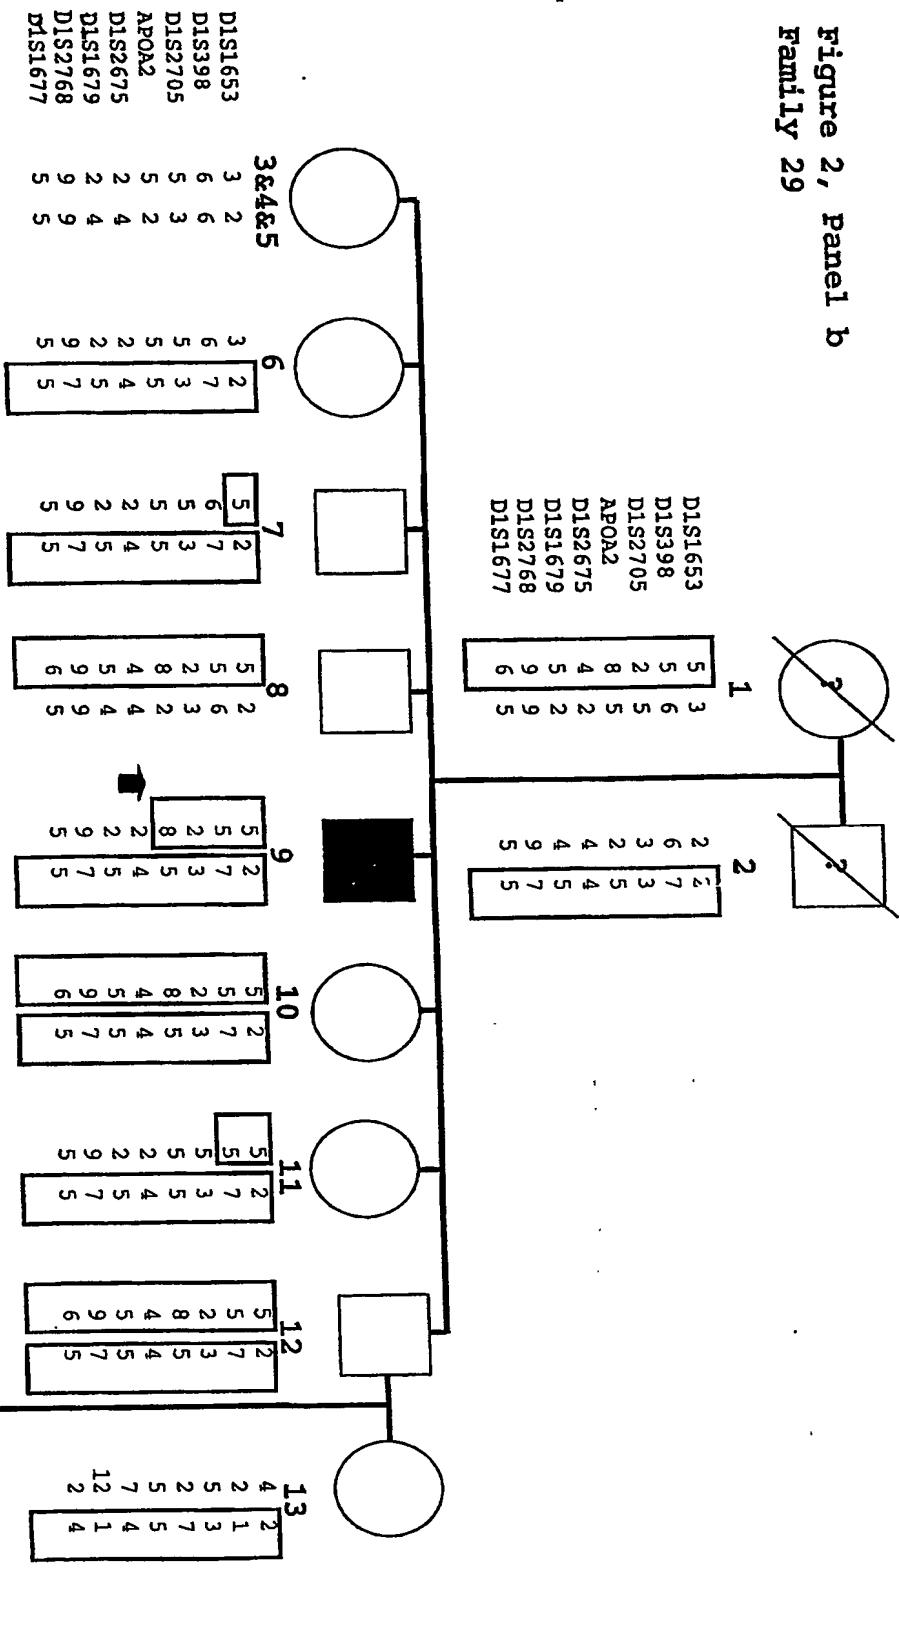 Figure 2, Panel b
Family 29
? ?
1 2
D1S1653 5 3 2 2
D1S398 5 6 6 7
D1S2705 2 5 3 3
APOA2 8 5 2 5
D1S2675 4 2 4 4
D1S1679 5 2 4 5
D1S2768 9 9 9 7
D1S1677 6 5 5 5
3&4&5 6 7 8 9 10 11 12 13
D1S1653 3 2 3 2 5 2 5 2 5 2 5 2 5 2 5 2 4 2
D1S398 6 6 6 7 6 7 5 6 5 7 5 7 5 7 5 7 2 1
D1S2705 5 3 5 3 5 3 2 3 2 3 2 3 5 3 2 3 5 3
APOA2 5 2 5 5 5 5 8 2 8 5 8 5 5 5 8 5 2 7
D1S2675 2 4 2 4 2 4 4 4 2 4 4 4 2 4 4 4 5 5
D1S1679 2 4 2 5 2 5 5 4 2 5 5 5 2 5 5 5 7 4
D1S2768 9 9 9 7 9 7 9 9 9 7 9 7 9 7 9 7 12 1
D1S1677 5 5 5 5 5 5 6 5 5 5 6 5 5 5 6 5 2 4